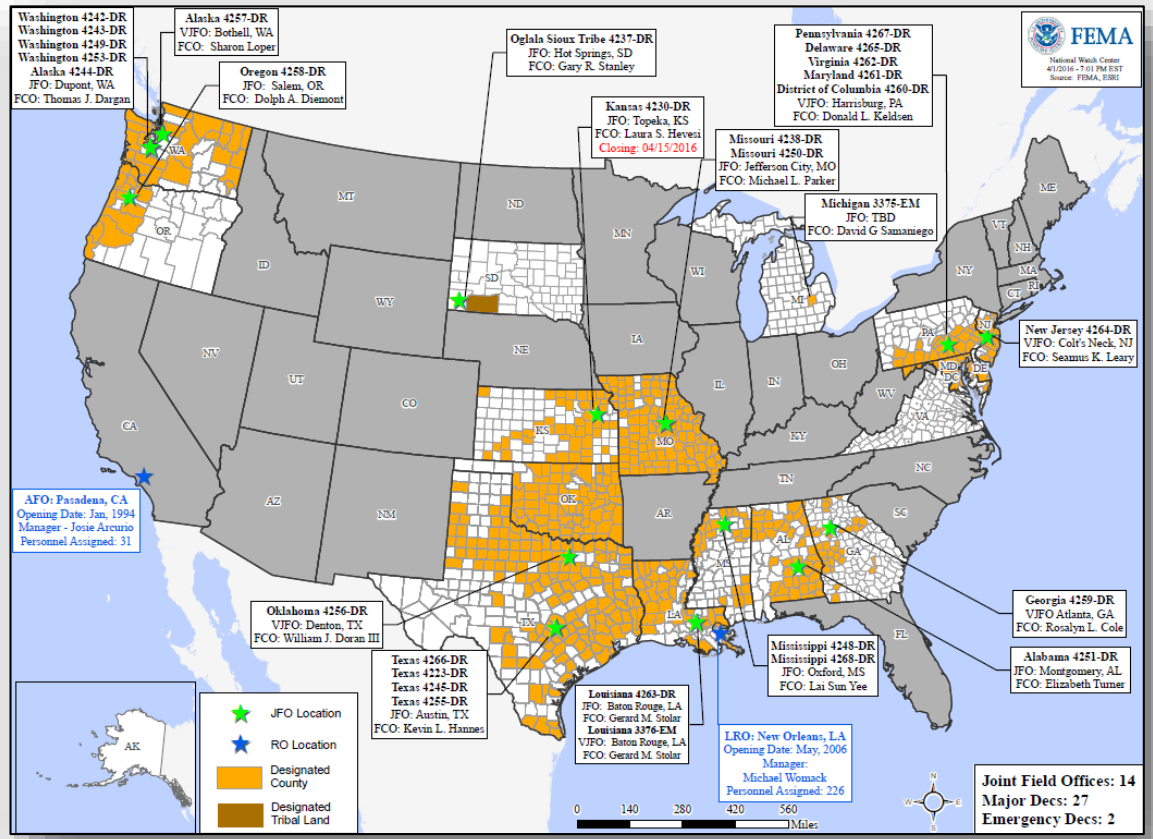 Washington 4242-DR
Washington 4243-DR
Washington 4249-DR
Washington 4253-DR
Alaska 4244-DR
JFO: Dupont, WA
FCO: Thomas J. Dargan
Alaska 4257-DR
VJFO: Bothell, WA
FCO: Sharon Loper
Oregon 4258-DR
JFO: Salem, OR
FCO: Dolph A. Diemont
Oglala Sioux Tribe 4237-DR
JFO: Hot Springs, SD
FCO: Gary R. Stanley
Kansas 4230-DR
JFO: Topeka, KS
FCO: Laura S. Hevesi
Closing: 04/15/2016
Pennsylvania 4267-DR
Delaware 4265-DR
Virginia 4262-DR
Maryland 4261-DR
District of Columbia 4260-DR
VJFO: Harrisburg, PA
FCO: Donald L. Keldsen
Missouri 4238-DR
Missouri 4250-DR
JFO: Jefferson City, MO
FCO: Michael L. Parker
Michigan 3375-EM
JFO: TBD
FCO: David G Samaniego
FEMA
National Watch Center
4/1/2016 - 7:01 PM EST
Source: FEMA, ESRI
WA
OR
MT
ID
WY
ND
SD
NE
MN
WI
MI
IA
IL
IN
OH
PA
NY
VT
NH
ME
MA
RI
CT
NJ
MD
DE
DC
WV
VA
KY
NV
UT
CO
CA
KS
MO
AZ
NM
OK
AR
TN
NC
SC
MS
AL
GA
TX
LA
FL
AK
New Jersey 4264-DR
VJFO: Colt's Neck, NJ
FCO: Seamus K. Leary
AFO: Pasadena, CA
Opening Date: Jan, 1994
Manager - Josie Arcurio
Personnel Assigned: 31
Oklahoma 4256-DR
VJFO: Denton, TX
FCO: William J. Doran III
Texas 4266-DR
Texas 4223-DR
Texas 4245-DR
Texas 4255-DR
JFO: Austin, TX
FCO: Kevin L. Hannes
Louisiana 4263-DR
JFO: Baton Rouge, LA
FCO: Gerard M. Stolar
Louisiana 3376-EM
VJFO: Baton Rouge, LA
FCO: Gerard M. Stolar
Mississippi 4248-DR
Mississippi 4268-DR
JFO: Oxford, MS
FCO: Lai Sun Yee
LRO: New Orleans, LA
Opening Date: May, 2006
Manager:
Michael Womack
Personnel Assigned: 226
Georgia 4259-DR
VJFO Atlanta, GA
FCO: Rosalyn L. Cole
Alabama 4251-DR
JFO: Montgomery, AL
FCO: Elizabeth Turner
JFO Location
RO Location
Designated
County
Designated
Tribal Land
0 140 280 420 560
Miles
N
W E
S
Joint Field Offices: 14
Major Decs: 27
Emergency Decs: 2